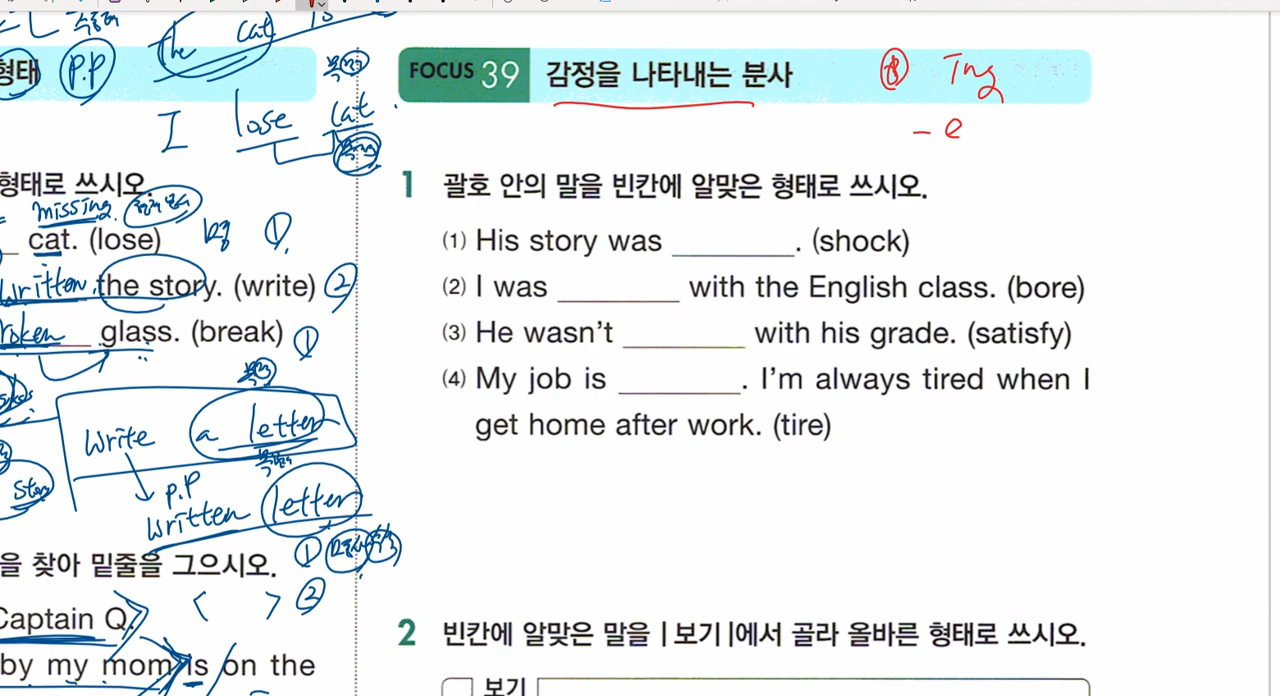 p.p The cat is
형태
FOCUS 39 감정을 나타내는 분사 Ing
I lose cat.
- e
형태로 쓰시오.
1 괄호 안의 말을 빈칸에 알맞은 형태로 쓰시오.
missing
cat. (lose) ①
(1) His story was ________. (shock)
written the story. (write) ②
(2) I was ________ with the English class. (bore)
roken glass. (break) ①
(3) He wasn't ________ with his grade. (satisfy)
(4) My job is ________. I'm always tired when I
get home after work. (tire)
write a letter
p.p
written letter
①
을 찾아 밑줄을 그으시오.
Captain Q. < > ②
2 빈칸에 알맞은 말을 |보기|에서 골라 올바른 형태로 쓰시오.
by my mom is on the
보기